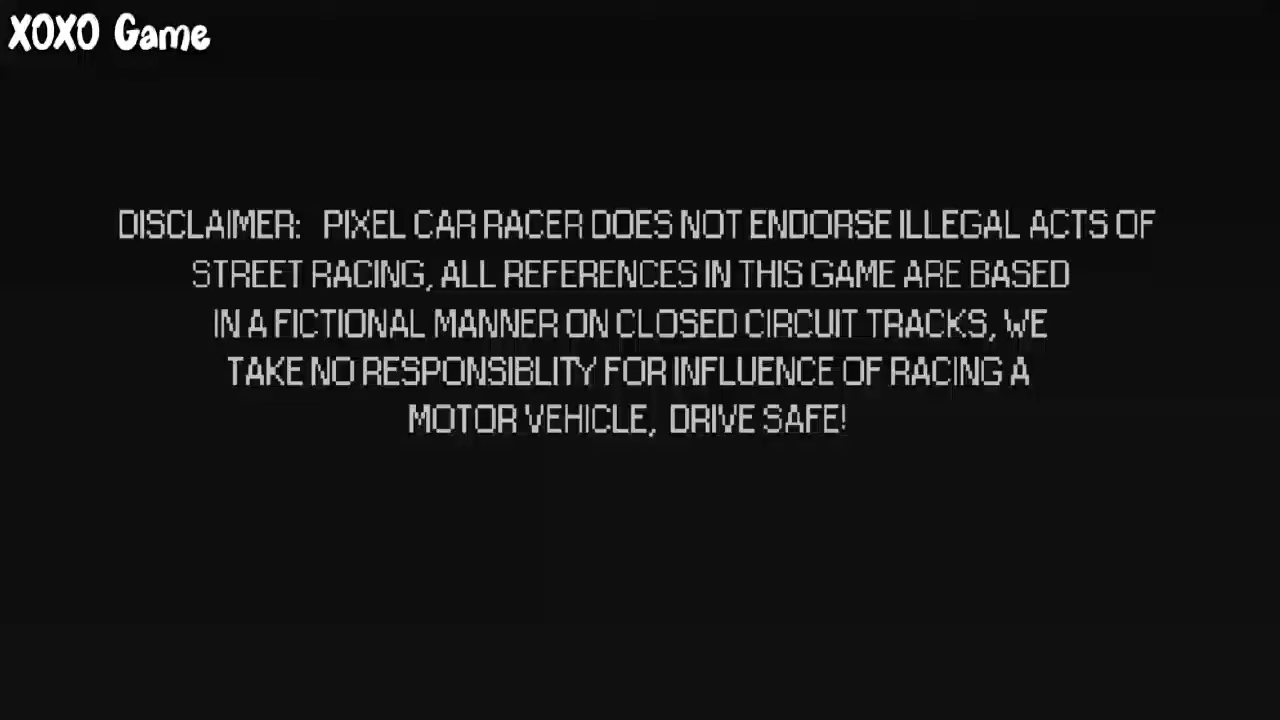 XOXO Game
DISCLAIMER: PIXEL CAR RACER DOES NOT ENDORSE ILLEGAL ACTS OF
STREET RACING, ALL REFERENCES IN THIS GAME ARE BASED
IN A FICTIONAL MANNER ON CLOSED CIRCUIT TRACKS, WE
TAKE NO RESPONSIBLITY FOR INFLUENCE OF RACING A
MOTOR VEHICLE, DRIVE SAFE!